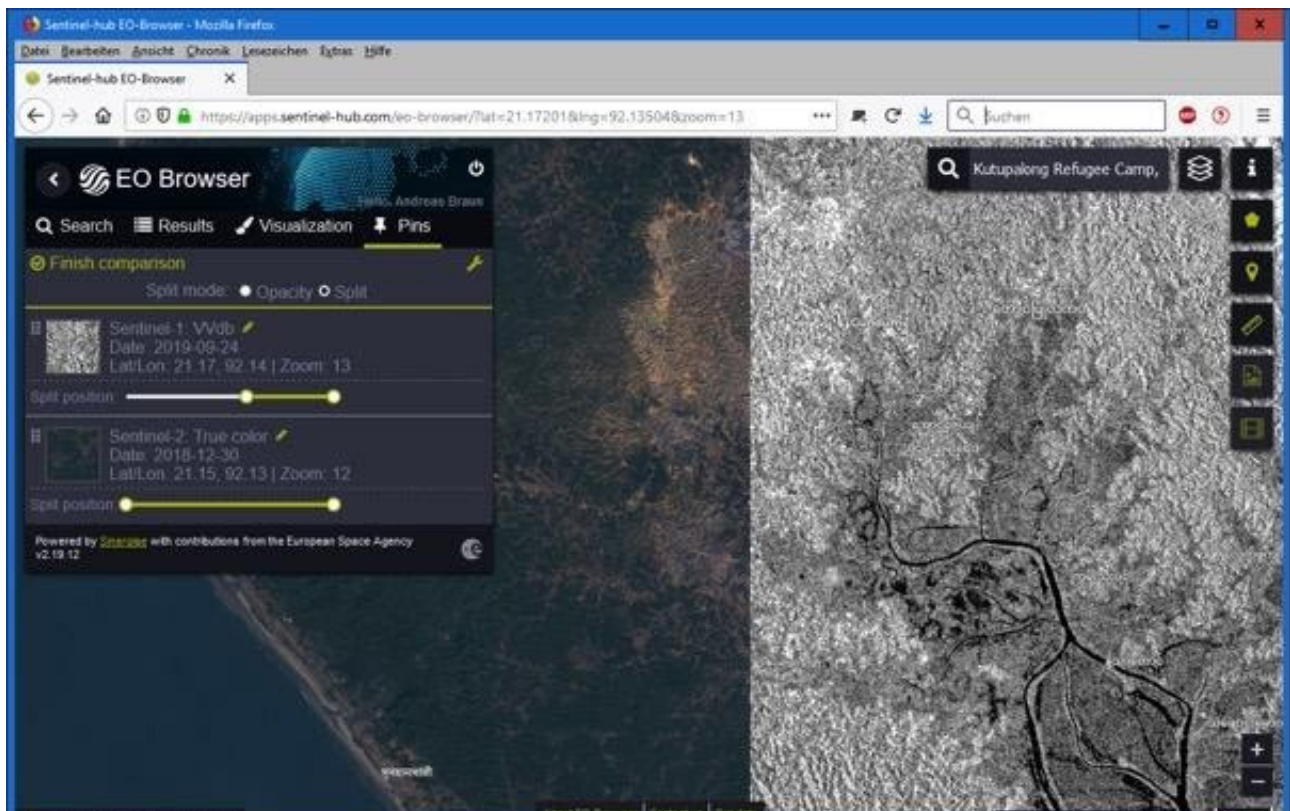 Sentinel-hub EO-Browser - Mozilla Firefox
Datei Bearbeiten Ansicht Chronik Lesezeichen Extras Hilfe
Sentinel-hub EO-Browser
https://apps.sentinel-hub.com/eo-browser/?lat=21.17201&lng=92.13504&zoom=13
Suchen
EO Browser
Hello, Andreas Braun
Kutupalong Refugee Camp,
Search Results Visualization Pins
Finish comparison
Split mode: Opacity Split
Sentinel-1: VVdb
Date: 2019-09-24
Lat/Lon: 21.17, 92.14 | Zoom: 13
Split position
Sentinel-2: True color
Date: 2018-12-30
Lat/Lon: 21.15, 92.13 | Zoom: 12
Split position
Powered by Sinergise with contributions from the European Space Agency
v2.19.12